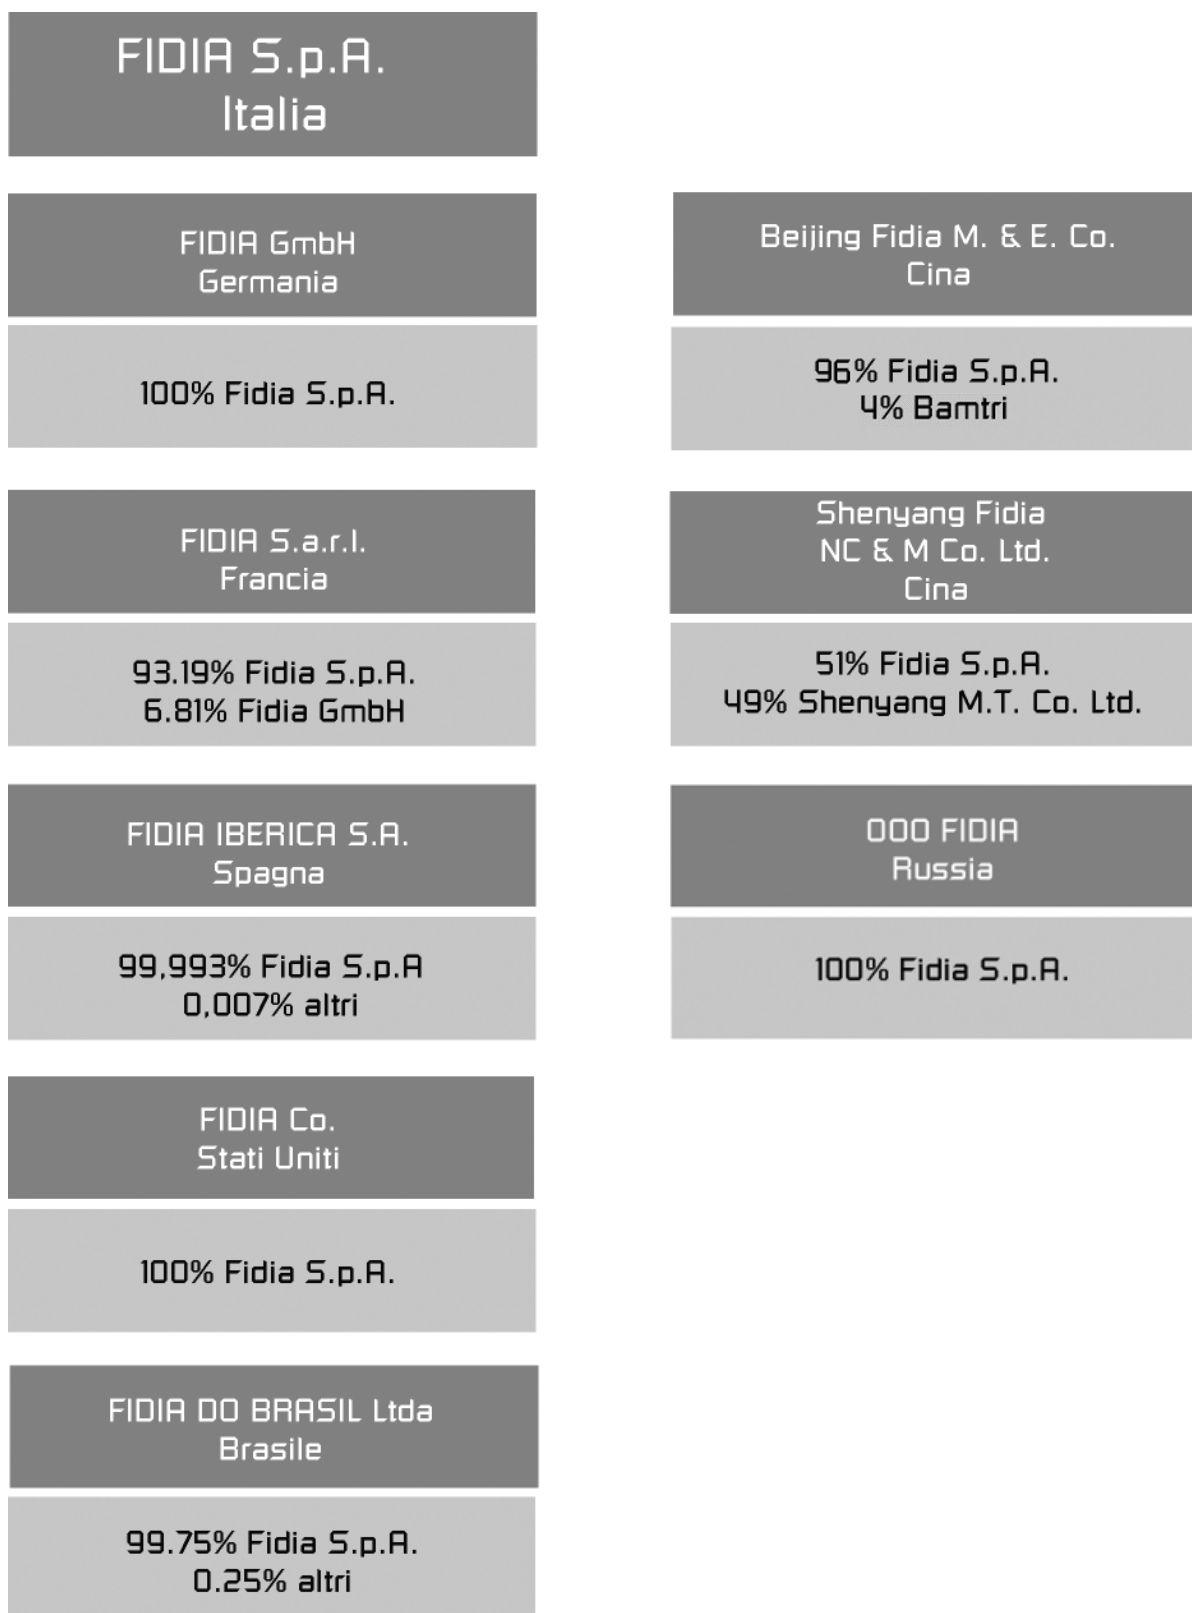 FIDIA S.p.A.
Italia
FIDIA GmbH
Germania
100% Fidia S.p.A.
FIDIA S.a.r.l.
Francia
93.19% Fidia S.p.A.
6.81% Fidia GmbH
FIDIA IBERICA S.A.
Spagna
99,993% Fidia S.p.A
0,007% altri
FIDIA Co.
Stati Uniti
100% Fidia S.p.A.
FIDIA DO BRASIL Ltda
Brasile
99.75% Fidia S.p.A.
0.25% altri
Beijing Fidia M. & E. Co.
Cina
96% Fidia S.p.A.
4% Bamtri
Shenyang Fidia
NC & M Co. Ltd.
Cina
51% Fidia S.p.A.
49% Shenyang M.T. Co. Ltd.
OOO FIDIA
Russia
100% Fidia S.p.A.